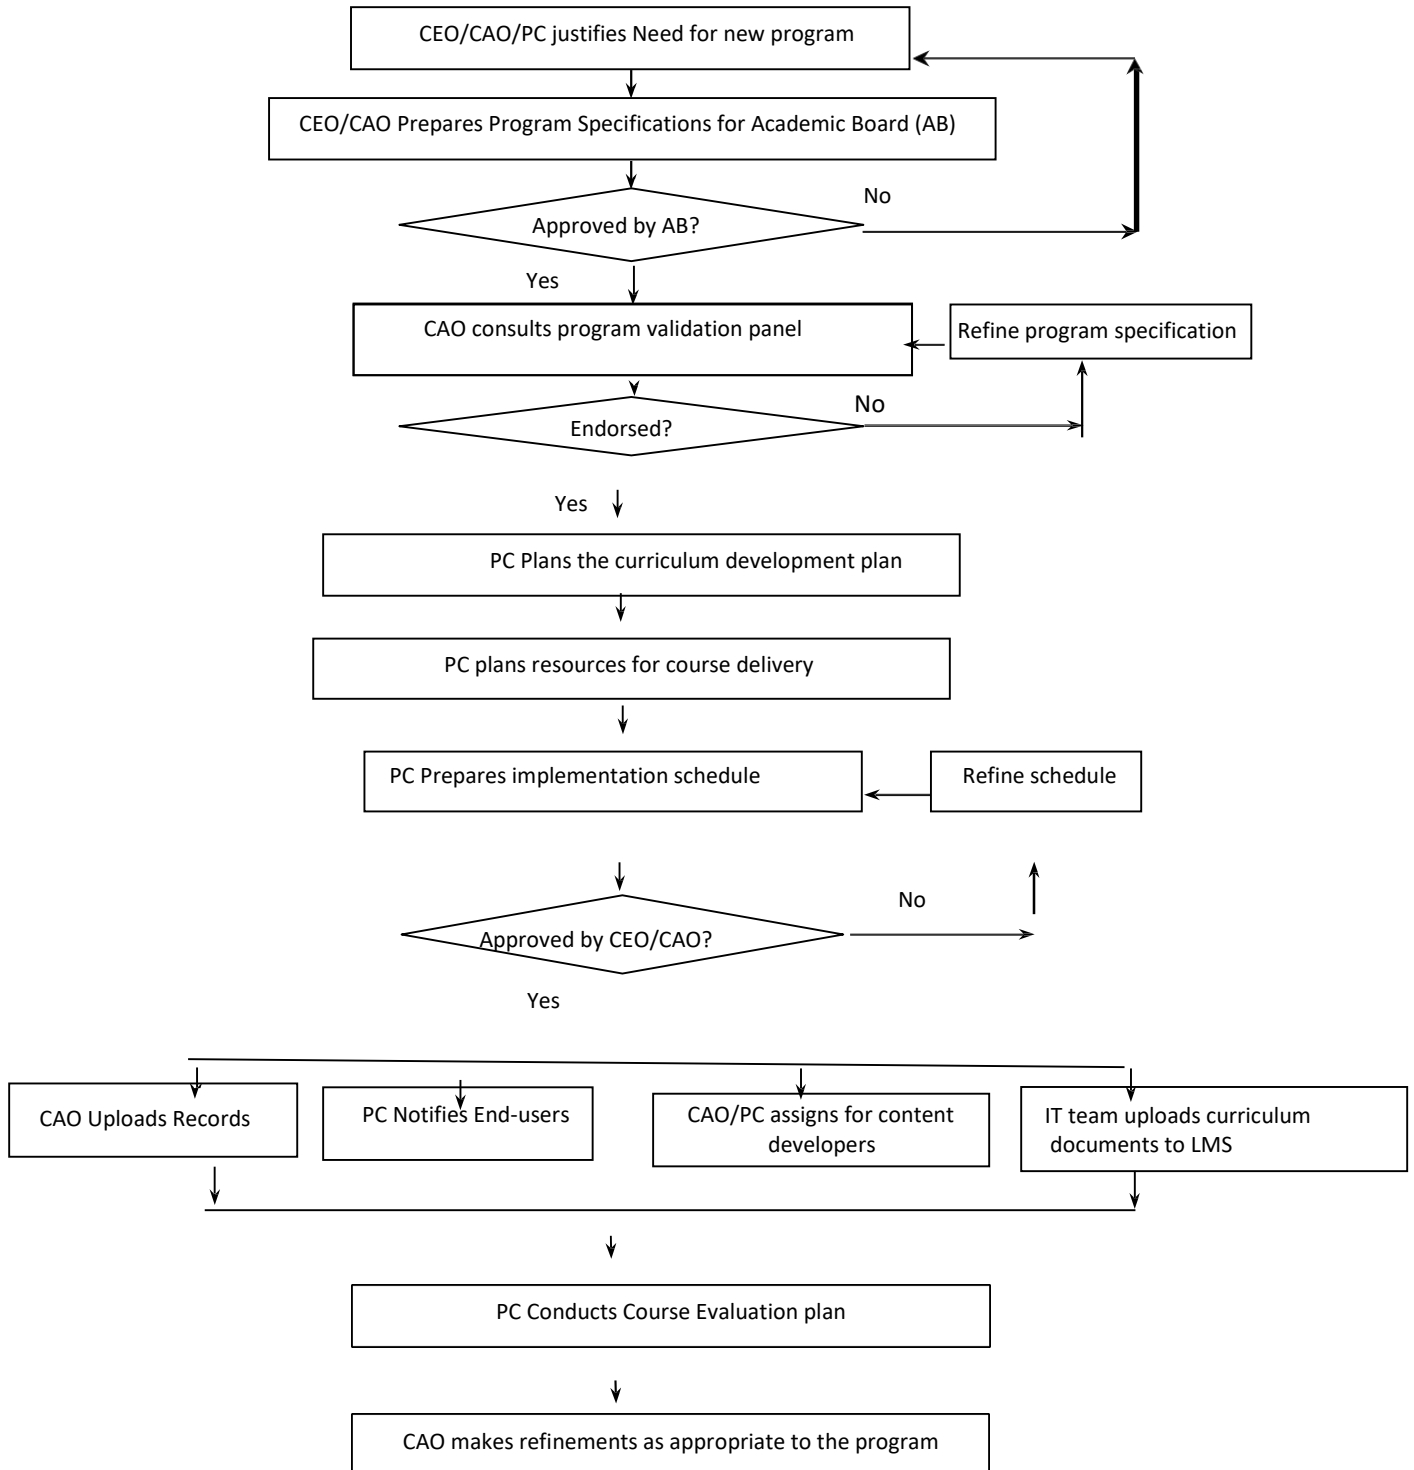 CEO/CAO/PC justifies Need for new program
CEO/CAO Prepares Program Specifications for Academic Board (AB)
No
Approved by AB?
Yes
CAO consults program validation panel
Refine program specification
No
Endorsed?
Yes
PC Plans the curriculum development plan
PC plans resources for course delivery
PC Prepares implementation schedule
Refine schedule
No
Approved by CEO/CAO?
Yes
CAO Uploads Records
PC Notifies End-users
CAO/PC assigns for content
developers
IT team uploads curriculum
documents to LMS
PC Conducts Course Evaluation plan
CAO makes refinements as appropriate to the program